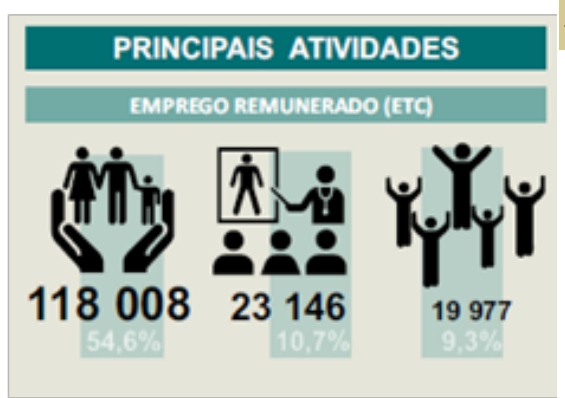 PRINCIPAIS ATIVIDADES
EMPREGO REMUNERADO (ETC)
118 008 23 146 19 977
54,6% 10,7% 9,3%